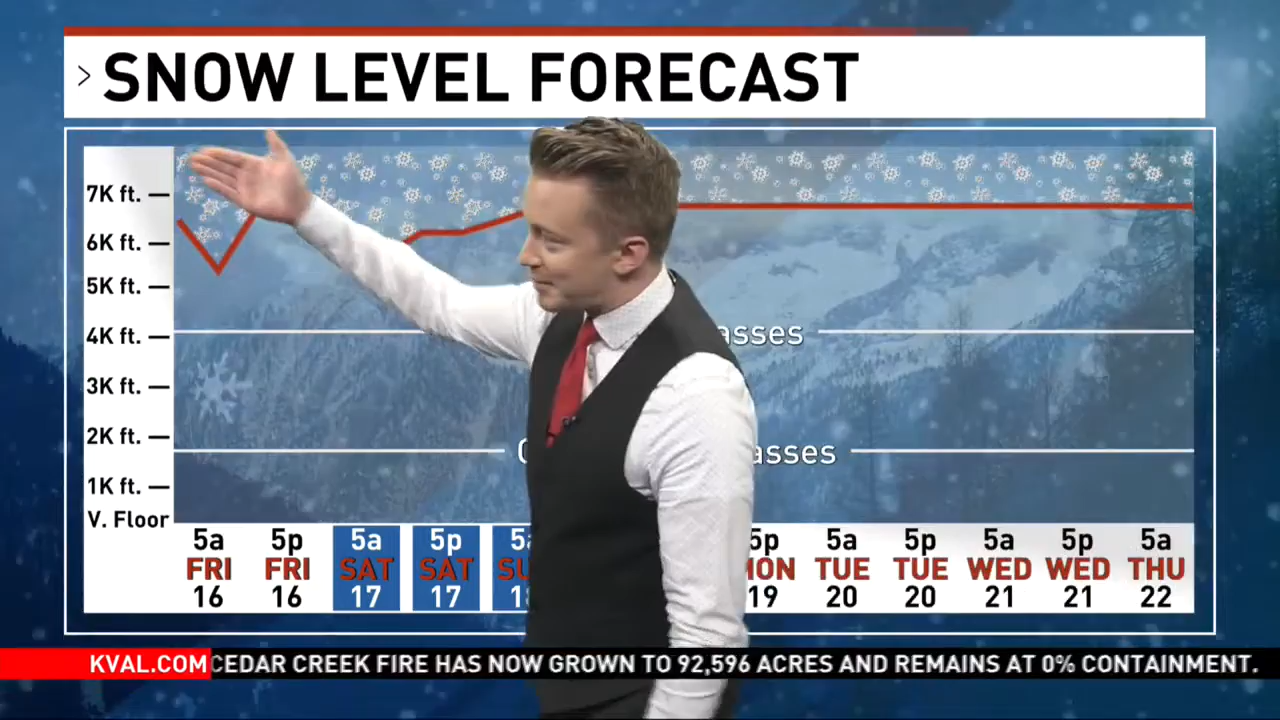 > SNOW LEVEL FORECAST
7K ft.
6K ft.
5K ft.
4K ft.
3K ft.
2K ft.
1K ft.
V. Floor
5a 5p 5a 5p 5p 5a 5p 5a 5p 5a
FRI FRI SAT SAT TUE TUE WED WED THU
16 16 17 17 19 20 20 21 21 22
KVAL.COM CEDAR CREEK FIRE HAS NOW GROWN TO 92,596 ACRES AND REMAINS AT 0% CONTAINMENT.